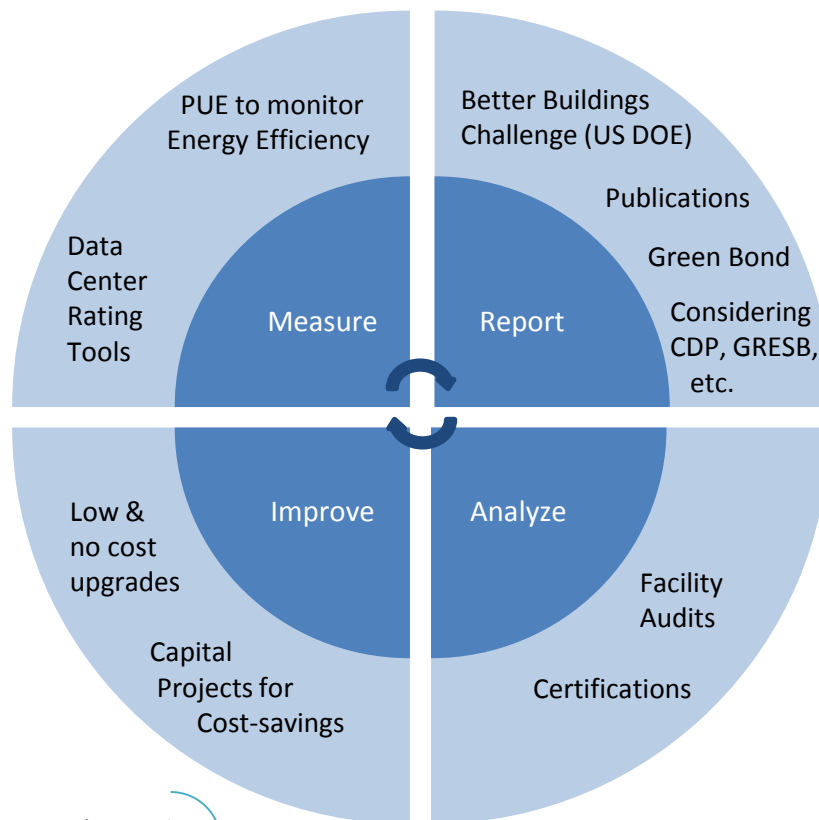 PUE to monitor
Energy Efficiency
Data
Center
Rating
Tools
Measure
Better Buildings
Challenge (US DOE)
Publications
Green Bond
Considering
CDP, GRESB,
etc.
Report
Improve
Low &
no cost
upgrades
Capital
Projects for
Cost-savings
Analyze
Facility
Audits
Certifications